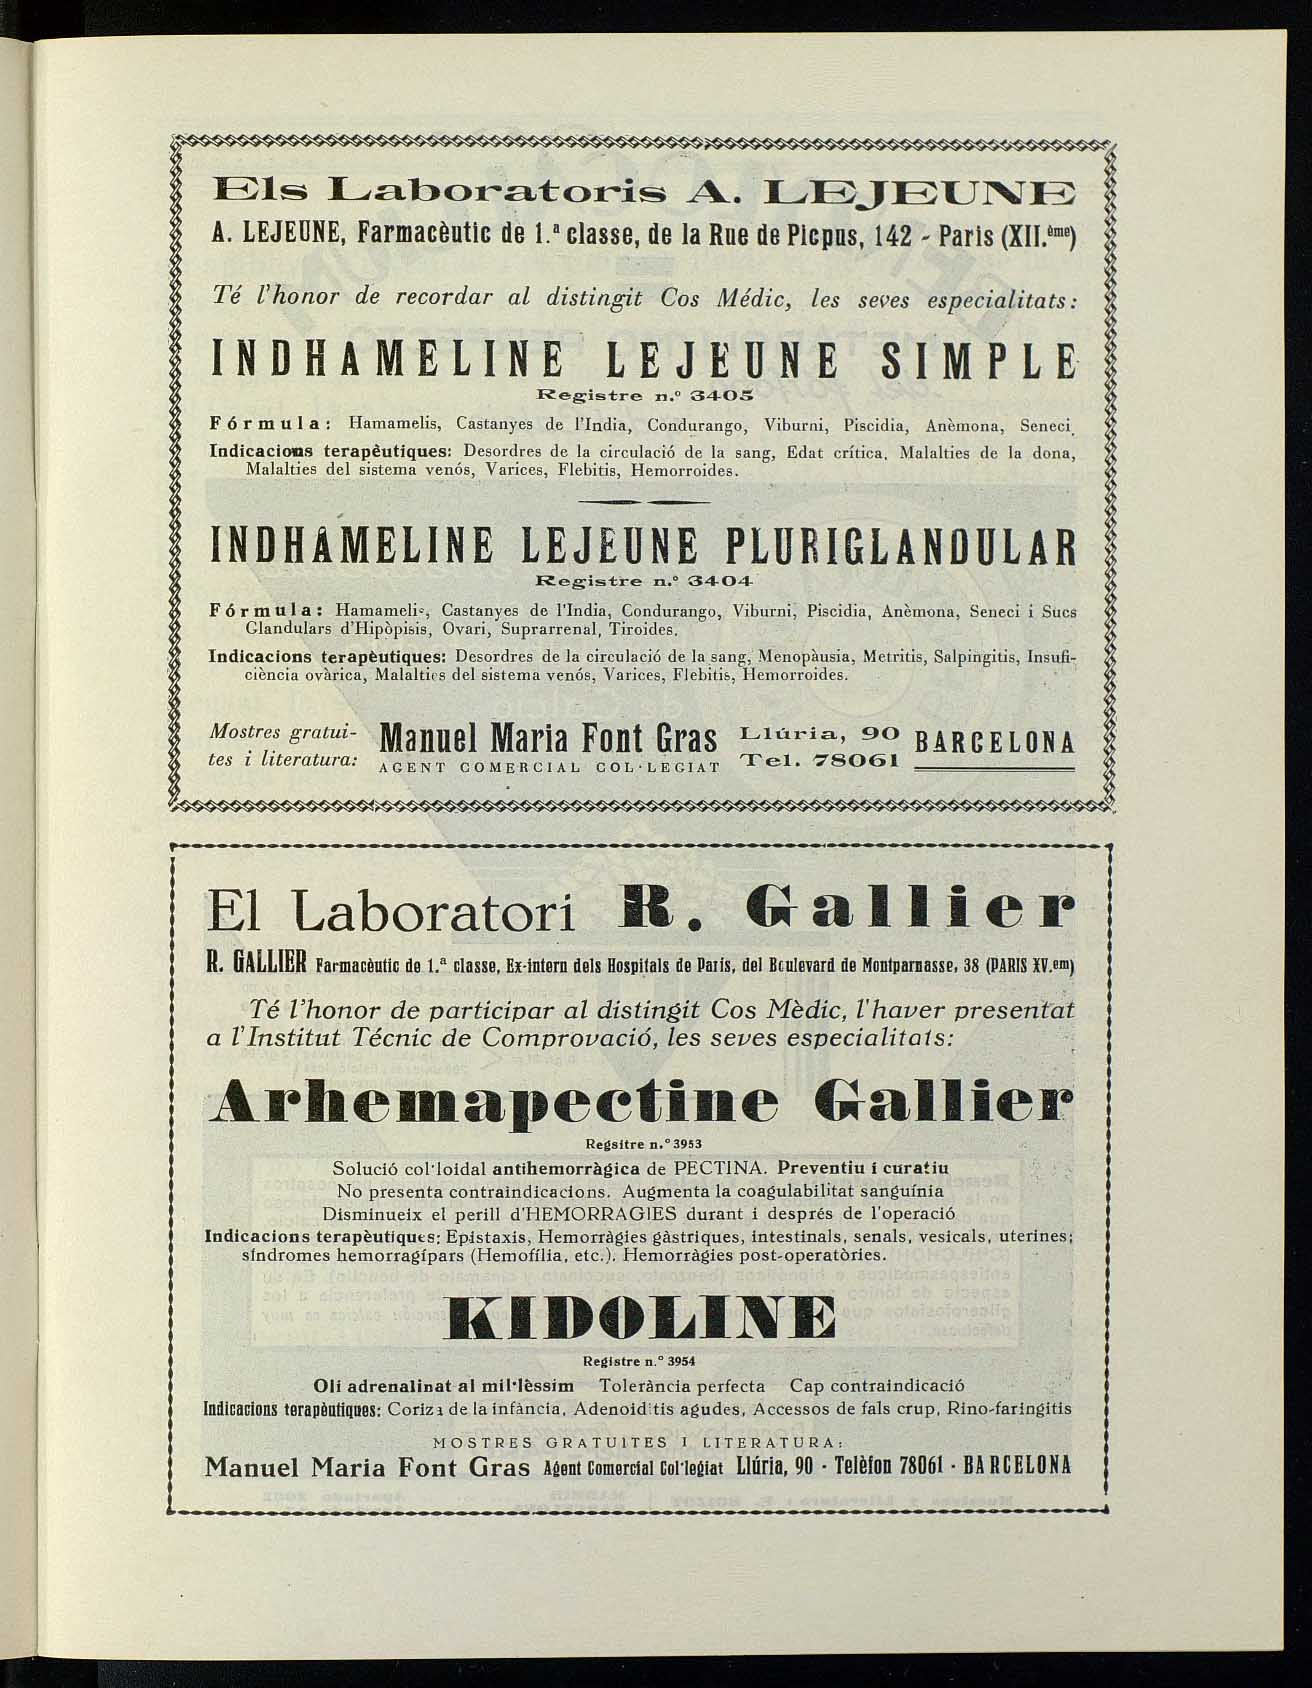 Els Laboratoris A. LEJEUNE
A. LEJEUNE, Farmacèutic de 1.ª classe, de la Rue de Picpus, 142 - Paris (XII.ème)
Té l'honor de recordar al distingit Cos Médic, les seves especialitats:
INDHAMELINE LEJEUNE SIMPLE
Registre n.º 3405
Fórmula: Hamamelis, Castanyes de l'India, Condurango, Viburni, Piscidia, Anèmona, Seneci.
Indicacions terapèutiques: Desordres de la circulació de la sang, Edat crítica, Malalties de la dona,
Malalties del sistema venós, Varices, Flebitis, Hemorroides.
INDHAMELINE LEJEUNE PLURIGLANDULAR
Registre n.º 3404
Fórmula: Hamamelis, Castanyes de l'India, Condurango, Viburni, Piscidia, Anèmona, Seneci i Sucs
Glandulars d'Hipòpisis, Ovari, Suprarrenal, Tiroides.
Indicacions terapèutiques: Desordres de la circulació de la sang, Menopàusia, Metritis, Salpingitis, Insufi-
ciència ovàrica, Malalties del sistema venós, Varices, Flebitis, Hemorroides.
Mostres gratui-
tes i literatura:
Manuel Maria Font Gras
AGENT COMERCIAL COL·LEGIAT
Llúria, 90
Tel. 78061
BARCELONA
El Laboratori R. Gallier
R. GALLIER Farmacèutic de 1.ª classe, Ex-intern dels Hospitals de Paris, del Boulevard de Montparnasse, 38 (PARIS XV.em)
Té l'honor de participar al distingit Cos Mèdic, l'haver presentat
a l'Institut Técnic de Comprovació, les seves especialitats:
Arhemapectine Gallier
Regsitre n.º 3953
Solució col·loidal antihemorràgica de PECTINA. Preventiu i curatiu
No presenta contraindicacions. Augmenta la coagulabilitat sanguínia
Disminueix el perill d'HEMORRAGIES durant i després de l'operació
Indicacions terapèutiques: Epistaxis, Hemorràgies gàstriques, intestinals, senals, vesicals, uterines;
síndromes hemorragípars (Hemofília, etc.). Hemorràgies post-operatòries.
KIDOLINE
Registre n.º 3954
Oli adrenalinat al mil·lèssim Tolerància perfecta Cap contraindicació
Indicacions terapèutiques: Coriza de la infància, Adenoiditis agudes, Accessos de fals crup, Rino-faringitis
MOSTRES GRATUITES I LITERATURA:
Manuel Maria Font Gras Agent Comercial Col·legiat Llúria, 90 - Telèfon 78061 - BARCELONA